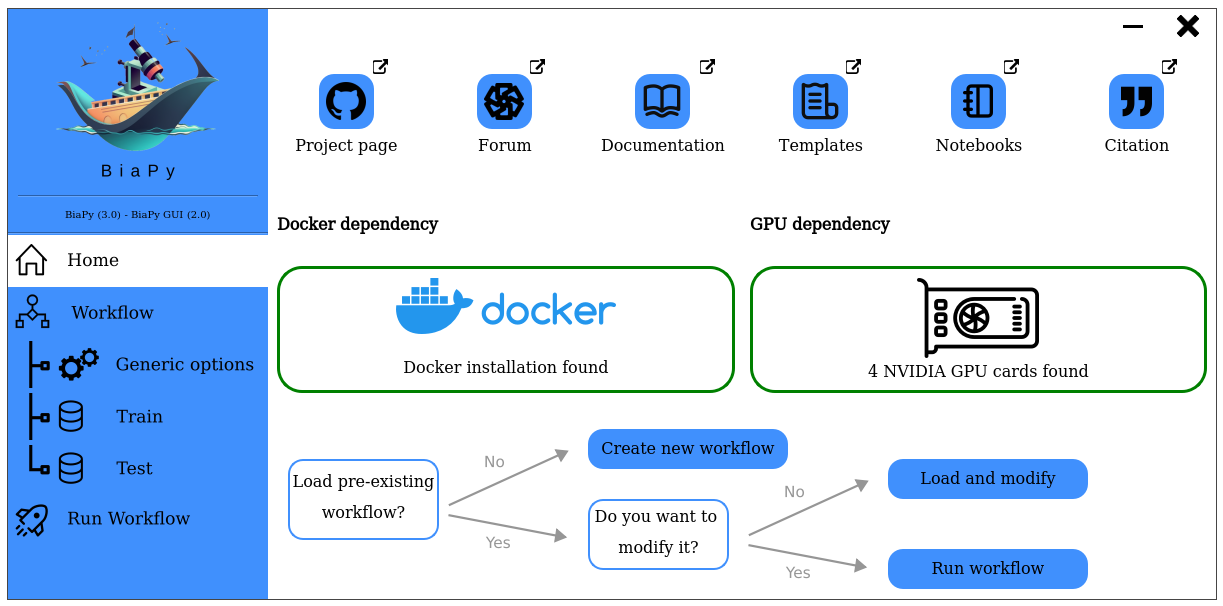 BiaPy
BiaPy (3.0) - BiaPy GUI (2.0)
Home
Workflow
Generic options
Train
Test
Run Workflow
Project page
Forum
Documentation
Templates
Notebooks
Citation
Docker dependency
GPU dependency
docker
Docker installation found
4 NVIDIA GPU cards found
Load pre-existing
workflow?
No
Yes
Create new workflow
Do you want to
modify it?
No
Yes
Load and modify
Run workflow